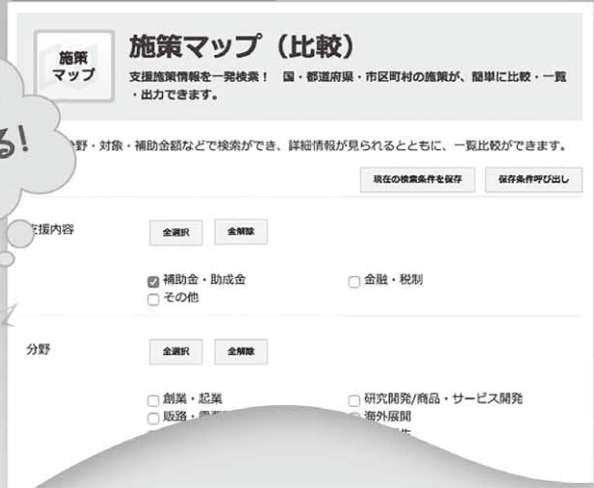 施策
マップ
施策マップ（比較）
支援施策情報を一発検索！　国・都道府県・市区町村の施策が、簡単に比較・一覧
・出力できます。
る!
野・対象・補助金額などで検索ができ、詳細情報が見られるとともに、一覧比較ができます。
現在の検索条件を保存
保存条件呼び出し
支援内容
全選択
全解除
補助金・助成金
金融・税制
その他
分野
全選択
全解除
創業・起業
研究開発/商品・サービス開発
販路・
海外展開